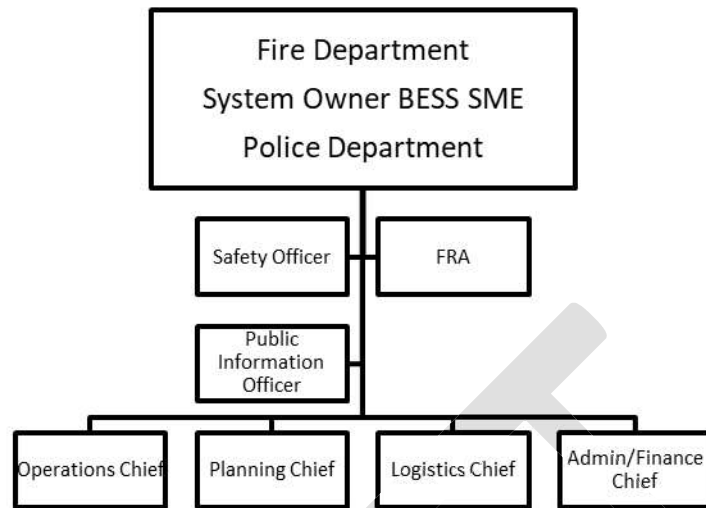 Fire Department
System Owner BESS SME
Police Department
Safety Officer
FRA
Public
Information
Officer
Operations Chief
Planning Chief
Logistics Chief
Admin/Finance
Chief